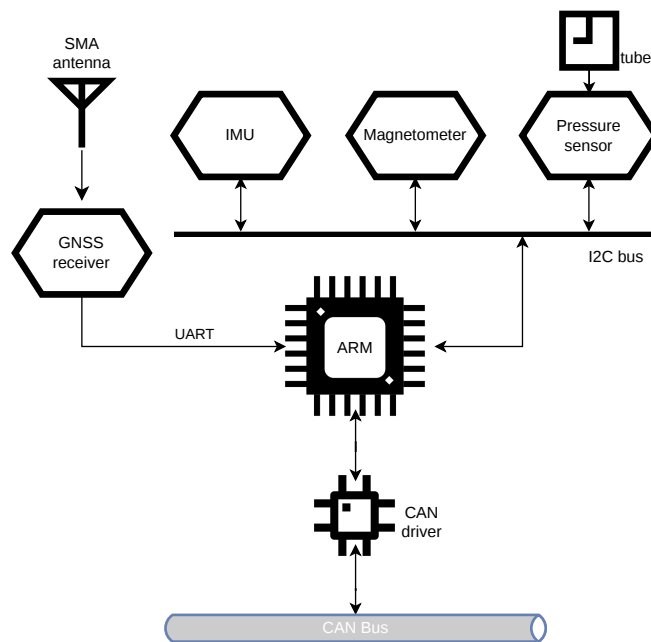 SMA
antenna
tube
IMU
Magnetometer
Pressure
sensor
GNSS
receiver
I2C bus
UART
ARM
CAN
driver
CAN Bus